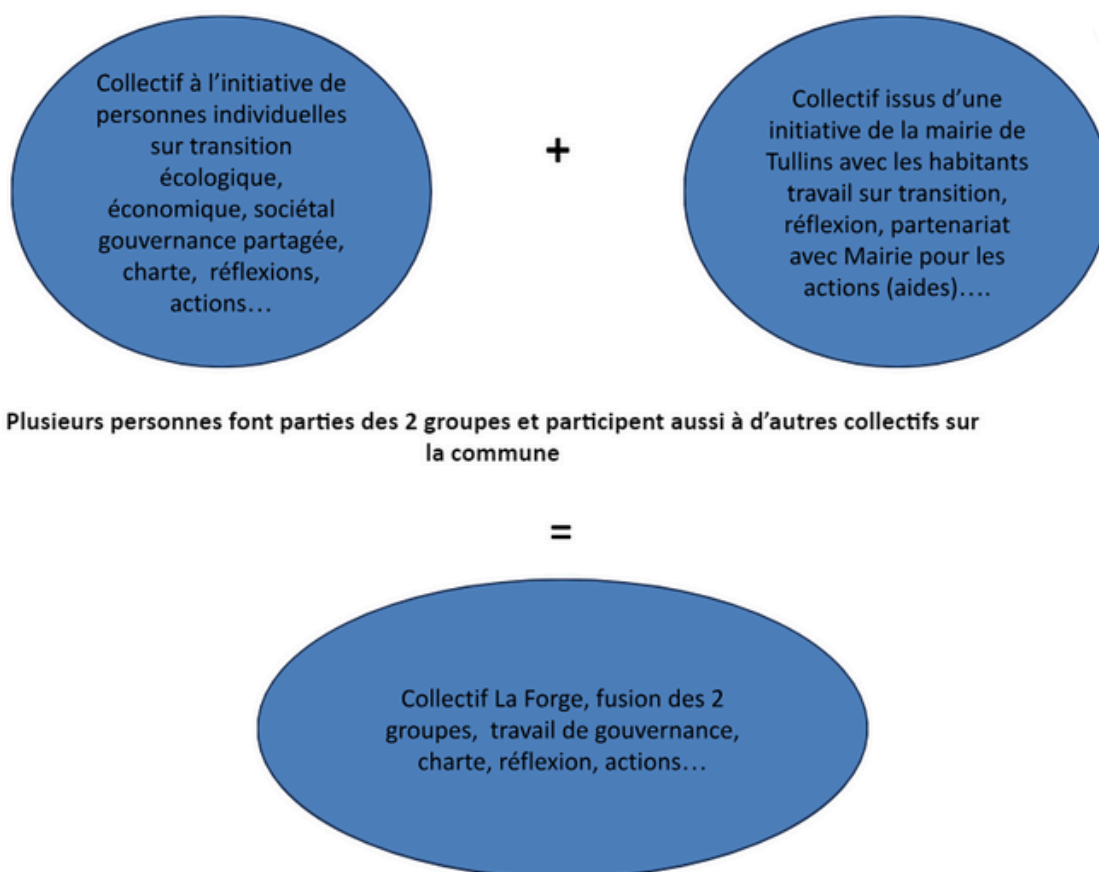 Collectif à l’initiative de
personnes individuelles
sur transition
écologique,
économique, sociétal
gouvernance partagée,
charte, réflexions,
actions…
+
Collectif issus d’une
initiative de la mairie de
Tullins avec les habitants
travail sur transition,
réflexion, partenariat
avec Mairie pour les
actions (aides)….
Plusieurs personnes font parties des 2 groupes et participent aussi à d’autres collectifs sur
la commune
=
Collectif La Forge, fusion des 2
groupes, travail de gouvernance,
charte, réflexion, actions…